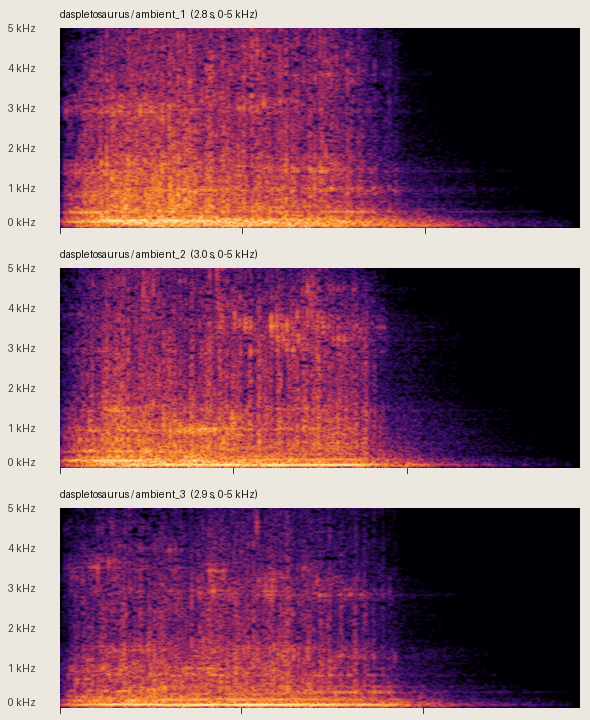 daspletosaurus / ambient_1 (2.8 s, 0-5 kHz)
5 kHz
4 kHz
3 kHz
2 kHz
1 kHz
0 kHz
daspletosaurus / ambient_2 (3.0 s, 0-5 kHz)
5 kHz
4 kHz
3 kHz
2 kHz
1 kHz
0 kHz
daspletosaurus / ambient_3 (2.9 s, 0-5 kHz)
5 kHz
4 kHz
3 kHz
2 kHz
1 kHz
0 kHz